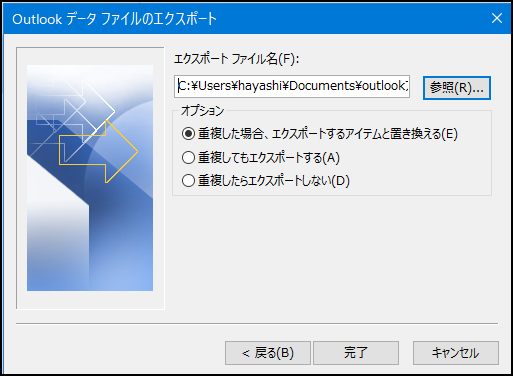 Outlook データ ファイルのエクスポート
エクスポート ファイル名(F):
C:¥Users¥hayashi¥Documents¥outlook
参照(R)...
オプション
重複した場合、エクスポートするアイテムと置き換える(E)
重複してもエクスポートする(A)
重複したらエクスポートしない(D)
< 戻る(B)
完了
キャンセル